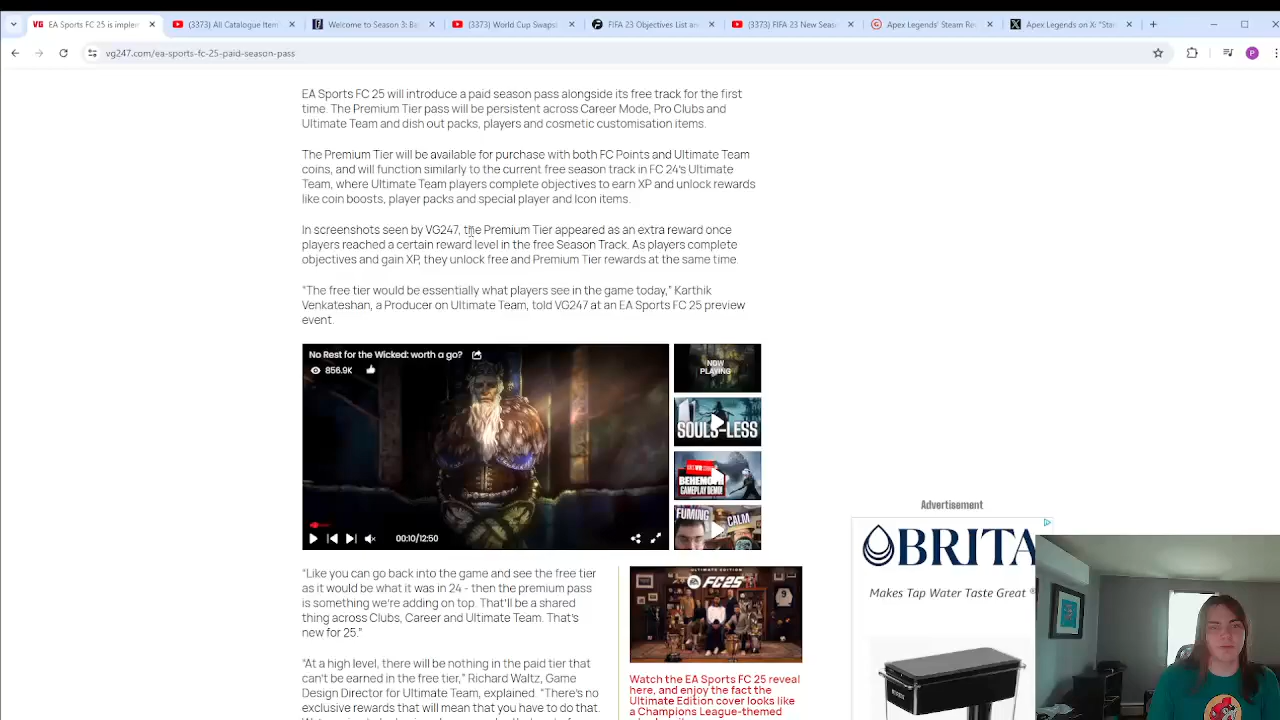 EA Sports FC 25 is implem
(3373) All Catalogue Item
Welcome to Season 3: Ba
(3373) World Cup Swaps
FIFA 23 Objectives List an
(3373) FIFA 23 New Seas
Apex Legends' Steam Re
Apex Legends on X: "Star
vg247.com/ea-sports-fc-25-paid-season-pass
EA Sports FC 25 will introduce a paid season pass alongside its free track for the first
time. The Premium Tier pass will be persistent across Career Mode, Pro Clubs and
Ultimate Team and dish out packs, players and cosmetic customisation items.
The Premium Tier will be available for purchase with both FC Points and Ultimate Team
coins, and will function similarly to the current free season track in FC 24's Ultimate
Team, where Ultimate Team players complete objectives to earn XP and unlock rewards
like coin boosts, player packs and special player and Icon items.
In screenshots seen by VG247, the Premium Tier appeared as an extra reward once
players reached a certain reward level in the free Season Track. As players complete
objectives and gain XP, they unlock free and Premium Tier rewards at the same time.
“The free tier would be essentially what players see in the game today,” Karthik
Venkateshan, a Producer on Ultimate Team, told VG247 at an EA Sports FC 25 preview
event.
No Rest for the Wicked: worth a go?
856.9K
NOW
PLAYING
SOULS-LESS
BEHEMOTH
GAMEPLAY DEMO!
FUMING
CALM
00:10/12:50
Advertisement
BRITA
Makes Tap Water Taste Great ®
“Like you can go back into the game and see the free tier
as it would be what it was in 24 - then the premium pass
is something we're adding on top. That'll be a shared
thing across Clubs, Career and Ultimate Team. That's
new for 25.”
“At a high level, there will be nothing in the paid tier that
can't be earned in the free tier,” Richard Waltz, Game
Design Director for Ultimate Team, explained. “There's no
exclusive rewards that will mean that you have to do that.
ULTIMATE EDITION
EA FC25
Watch the EA Sports FC 25 reveal
here, and enjoy the fact the
Ultimate Edition cover looks like
a Champions League-themed